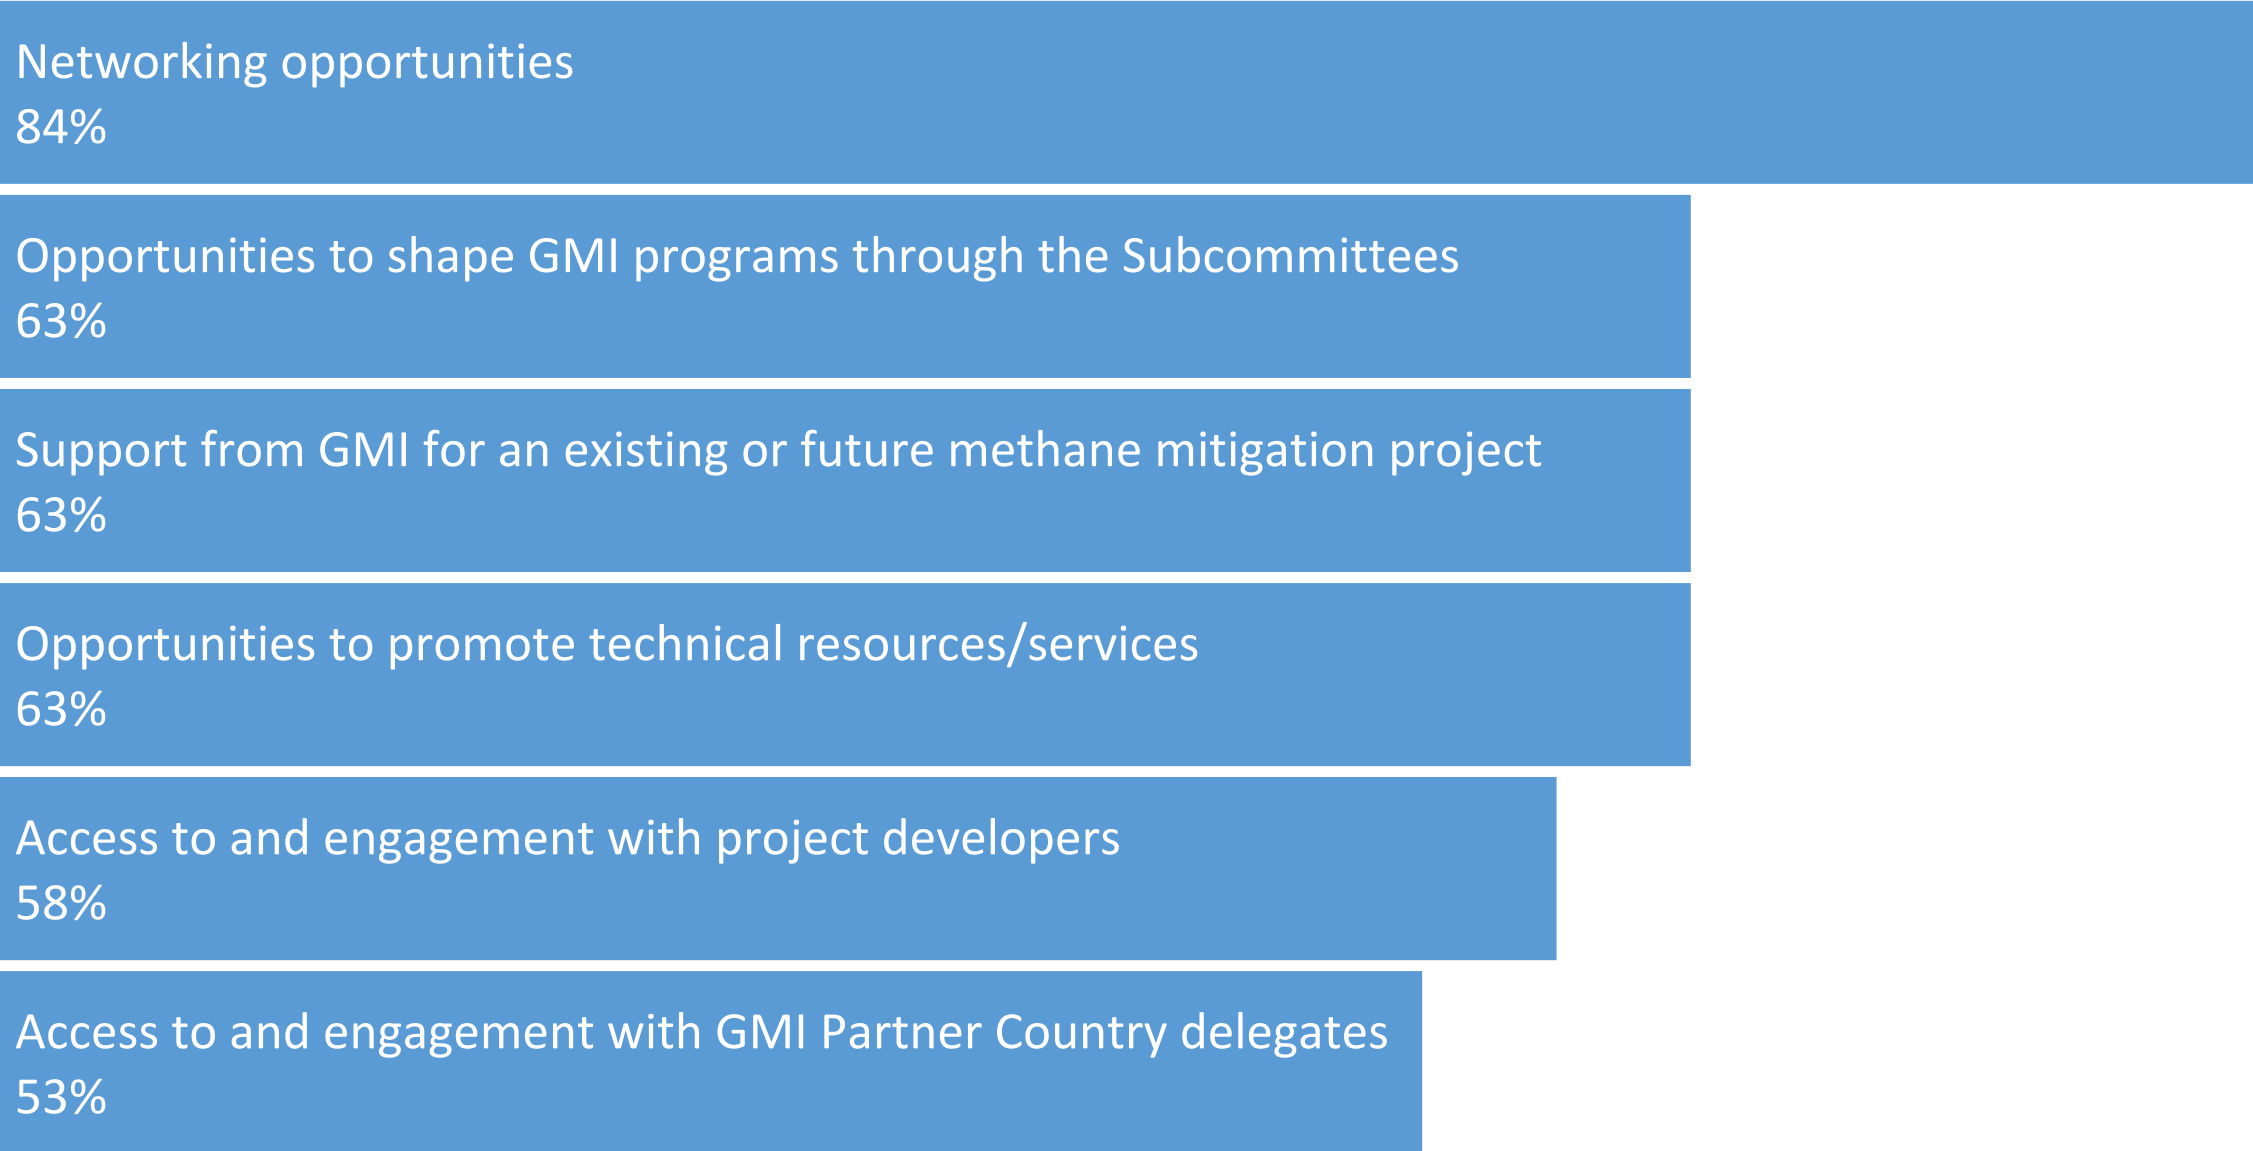 Networking opportunities
84%
Opportunities to shape GMI programs through the Subcommittees
63%
Support from GMI for an existing or future methane mitigation project
63%
Opportunities to promote technical resources/services
63%
Access to and engagement with project developers
58%
Access to and engagement with GMI Partner Country delegates
53%